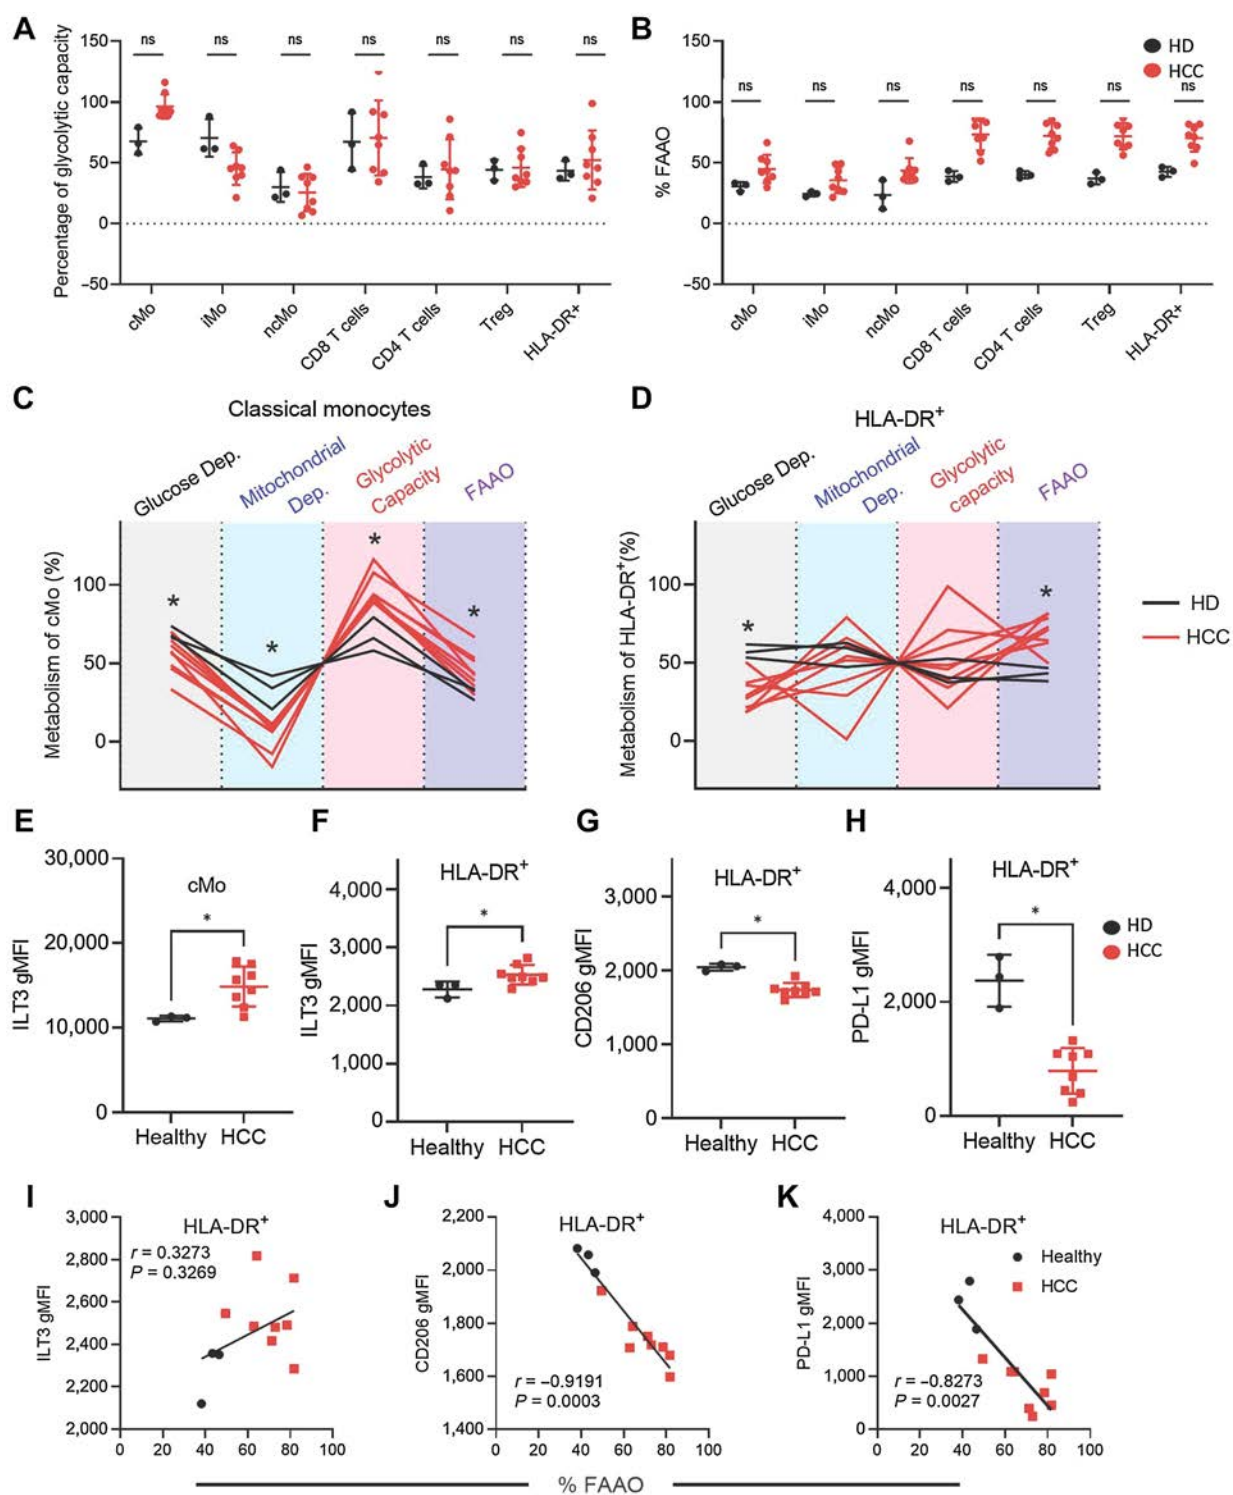 A
Percentage of glycolytic capacity
150
100
50
0
−50
ns ns ns ns ns ns ns
cMo iMo ncMo CD8 T cells CD4 T cells Treg HLA-DR+
B
% FAAO
150
100
50
0
−50
HD
HCC
ns ns ns ns ns ns ns
cMo iMo ncMo CD8 T cells CD4 T cells Treg HLA-DR+
C
Classical monocytes
Glucose Dep.
Mitochondrial
Dep.
Glycolytic
Capacity
FAAO
Metabolism of cMo (%)
100
50
0
* * * *
D
HLA-DR+
Glucose Dep.
Mitochondrial
Dep.
Glycolytic
capacity
FAAO
Metabolism of HLA-DR+(%)
100
50
0
* *
HD
HCC
E
cMo
ILT3 gMFI
30,000
20,000
10,000
0
*
Healthy HCC
F
HLA-DR+
ILT3 gMFI
4,000
3,000
2,000
1,000
0
*
Healthy HCC
G
HLA-DR+
CD206 gMFI
3,000
2,000
1,000
0
*
Healthy HCC
H
HLA-DR+
PD-L1 gMFI
4,000
2,000
0
*
Healthy HCC
HD
HCC
I
HLA-DR+
r = 0.3273
P = 0.3269
ILT3 gMFI
3,000
2,800
2,600
2,400
2,200
2,000
0 20 40 60 80 100
J
HLA-DR+
CD206 gMFI
2,200
2,000
1,800
1,600
1,400
r = −0.9191
P = 0.0003
0 20 40 60 80 100
K
HLA-DR+
PD-L1 gMFI
4,000
3,000
2,000
1,000
0
Healthy
HCC
r = −0.8273
P = 0.0027
0 20 40 60 80 100
% FAAO